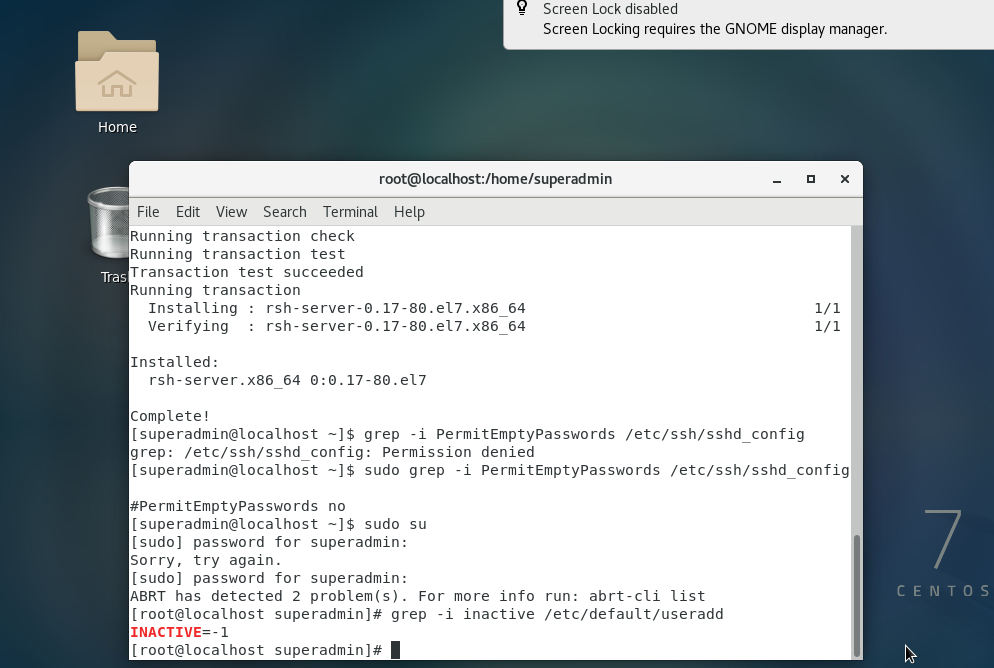 Screen Lock disabled
Screen Locking requires the GNOME display manager.
Home
Tras
root@localhost:/home/superadmin
File Edit View Search Terminal Help
Running transaction check
Running transaction test
Transaction test succeeded
Running transaction
  Installing : rsh-server-0.17-80.el7.x86_64 1/1
  Verifying  : rsh-server-0.17-80.el7.x86_64 1/1
Installed:
  rsh-server.x86_64 0:0.17-80.el7
Complete!
[superadmin@localhost ~]$ grep -i PermitEmptyPasswords /etc/ssh/sshd_config
grep: /etc/ssh/sshd_config: Permission denied
[superadmin@localhost ~]$ sudo grep -i PermitEmptyPasswords /etc/ssh/sshd_config
#PermitEmptyPasswords no
[superadmin@localhost ~]$ sudo su
[sudo] password for superadmin:
Sorry, try again.
[sudo] password for superadmin:
ABRT has detected 2 problem(s). For more info run: abrt-cli list
[root@localhost superadmin]# grep -i inactive /etc/default/useradd
INACTIVE=-1
[root@localhost superadmin]#
7
CENTOS